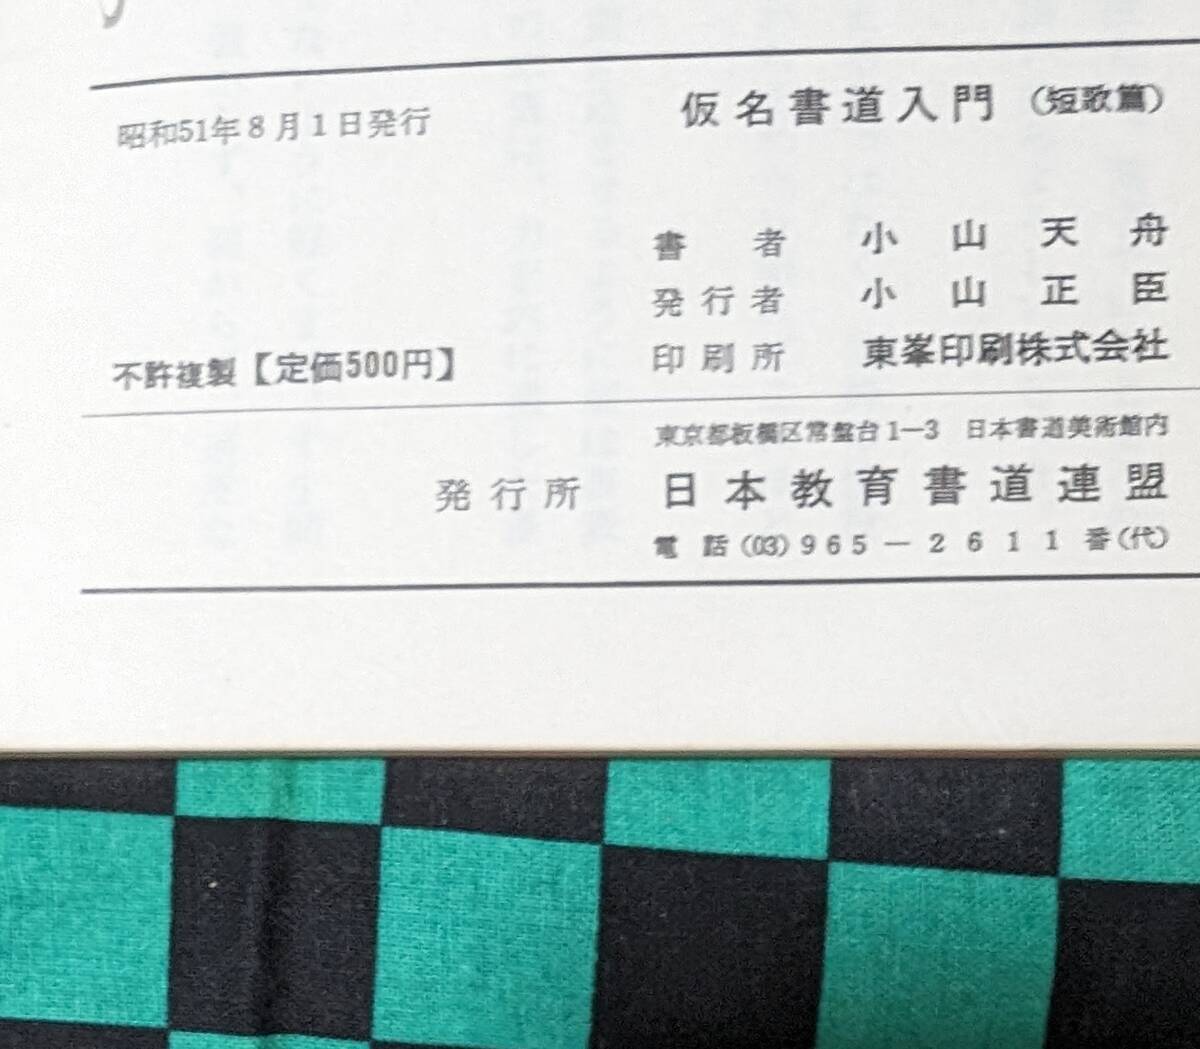 仮名書道入門（短歌篇）
昭和51年8月1日発行
書者 小山天舟
発行者 小山正臣
印刷所 東峯印刷株式会社
不許複製【定価500円】
東京都板橋区常盤台1―3 日本書道美術館内
発行所 日本教育書道連盟
電話（03）965―2611番（代）